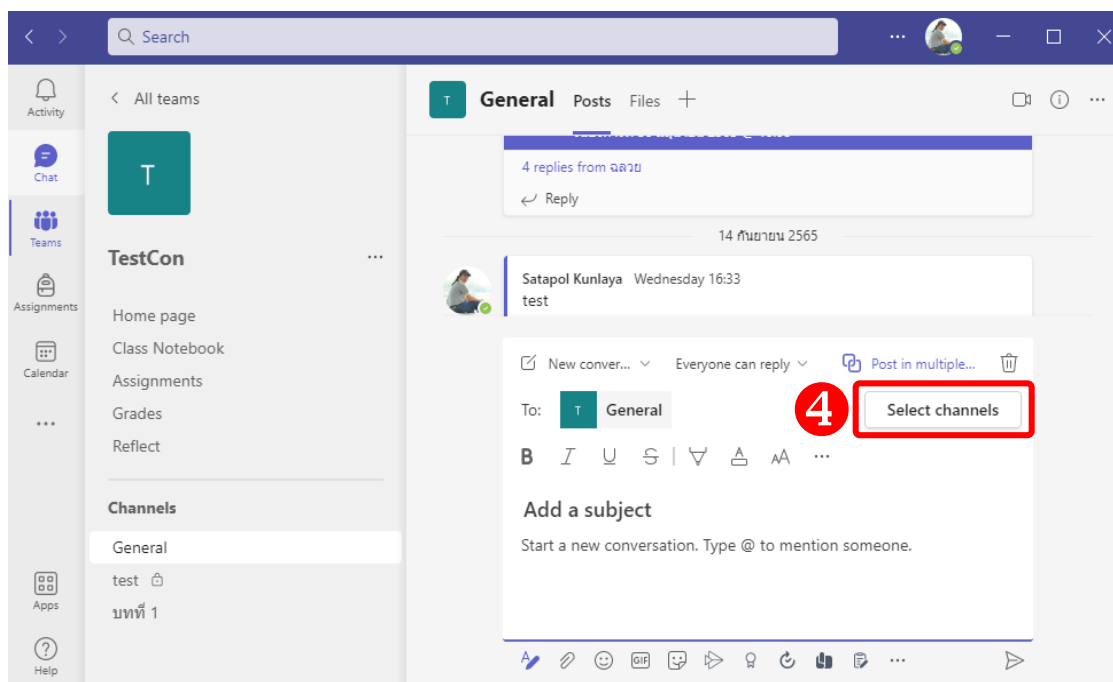 Search
...
Activity
Chat
Teams
Assignments
Calendar
...
Apps
Help
All teams
T
TestCon
...
Home page
Class Notebook
Assignments
Grades
Reflect
Channels
General
test
บทที่ 1
T General Posts Files
...
4 replies from ฉลวย
Reply
14 กันยายน 2565
Satapol Kunlaya Wednesday 16:33
test
New conver... Everyone can reply Post in multiple...
To: T General 4 Select channels
B I U S A AA ...
Add a subject
Start a new conversation. Type @ to mention someone.
GIF ...